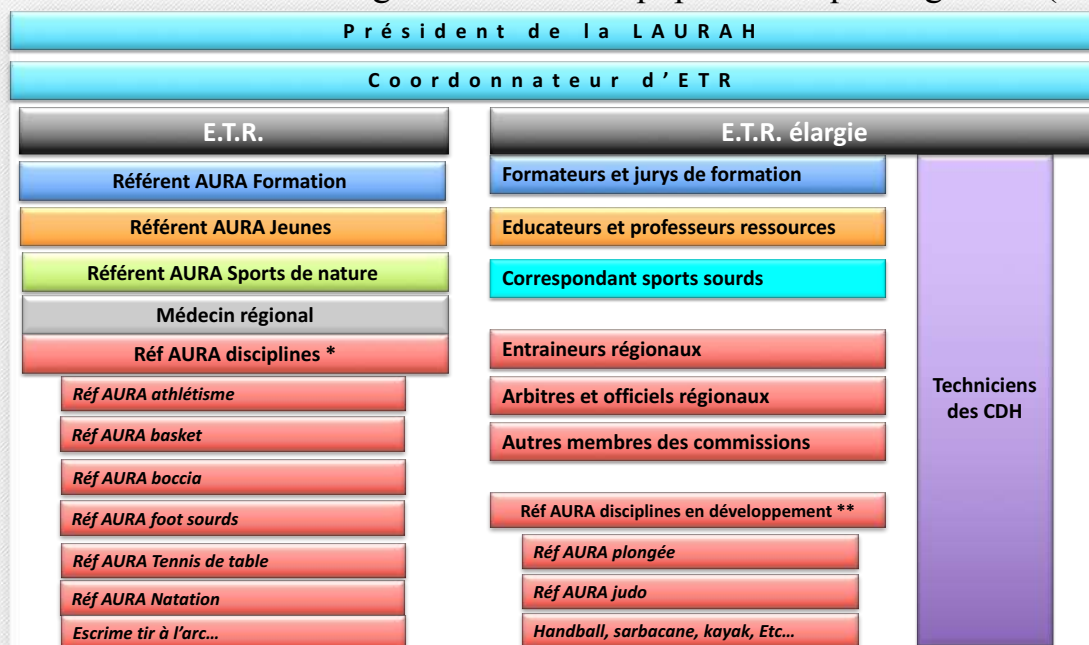 Président de la LAURAH
Coordonnateur d'ETR
E.T.R.
Référent AURA Formation
Référent AURA Jeunes
Référent AURA Sports de nature
Médecin régional
Réf AURA disciplines *
Réf AURA athlétisme
Réf AURA basket
Réf AURA boccia
Réf AURA foot sourds
Réf AURA Tennis de table
Réf AURA Natation
Escrime tir à l'arc…
E.T.R. élargie
Formateurs et jurys de formation
Educateurs et professeurs ressources
Correspondant sports sourds
Entraineurs régionaux
Arbitres et officiels régionaux
Autres membres des commissions
Réf AURA disciplines en développement **
Réf AURA plongée
Réf AURA judo
Handball, sarbacane, kayak, Etc…
Techniciens
des CDH